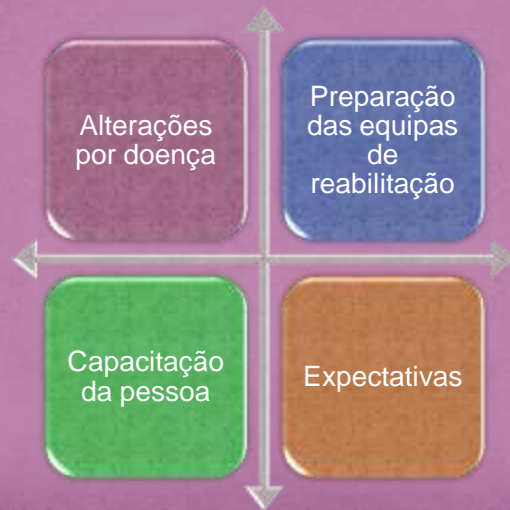 Alterações
por doença
Preparação
das equipas
de
reabilitação
Capacitação
da pessoa
Expectativas